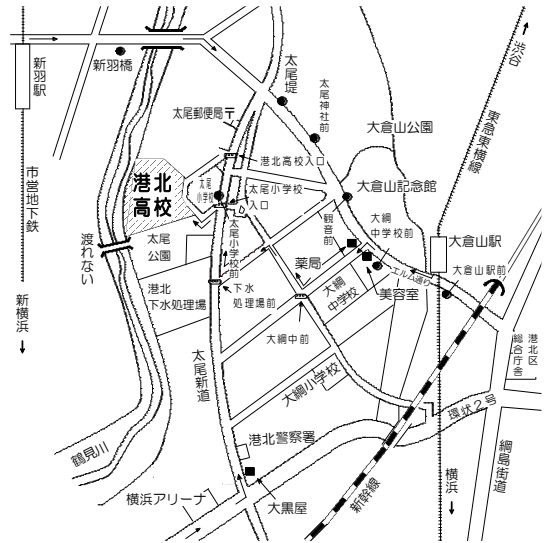 新羽駅
新羽橋
市営地下鉄
新横浜
渡れない
鶴見川
太尾堤
太尾神社前
太尾郵便局〒
港北高校入口
港北
高校
太尾
小学校
太尾小学校
入口
太尾
公園
太尾小学校前
港北
下水処理場
下水
処理場前
太尾新道
大倉山公園
大倉山記念館
観音前
大綱
中学校前
薬局
大綱
中学校
美容室
エルム通り
大綱中前
大綱小学校
港北警察署
大黒屋
横浜アリーナ
渋谷
東急東横線
大倉山駅
大倉山駅前
港北区
総合庁舎
環状2号
綱島街道
新幹線
横浜